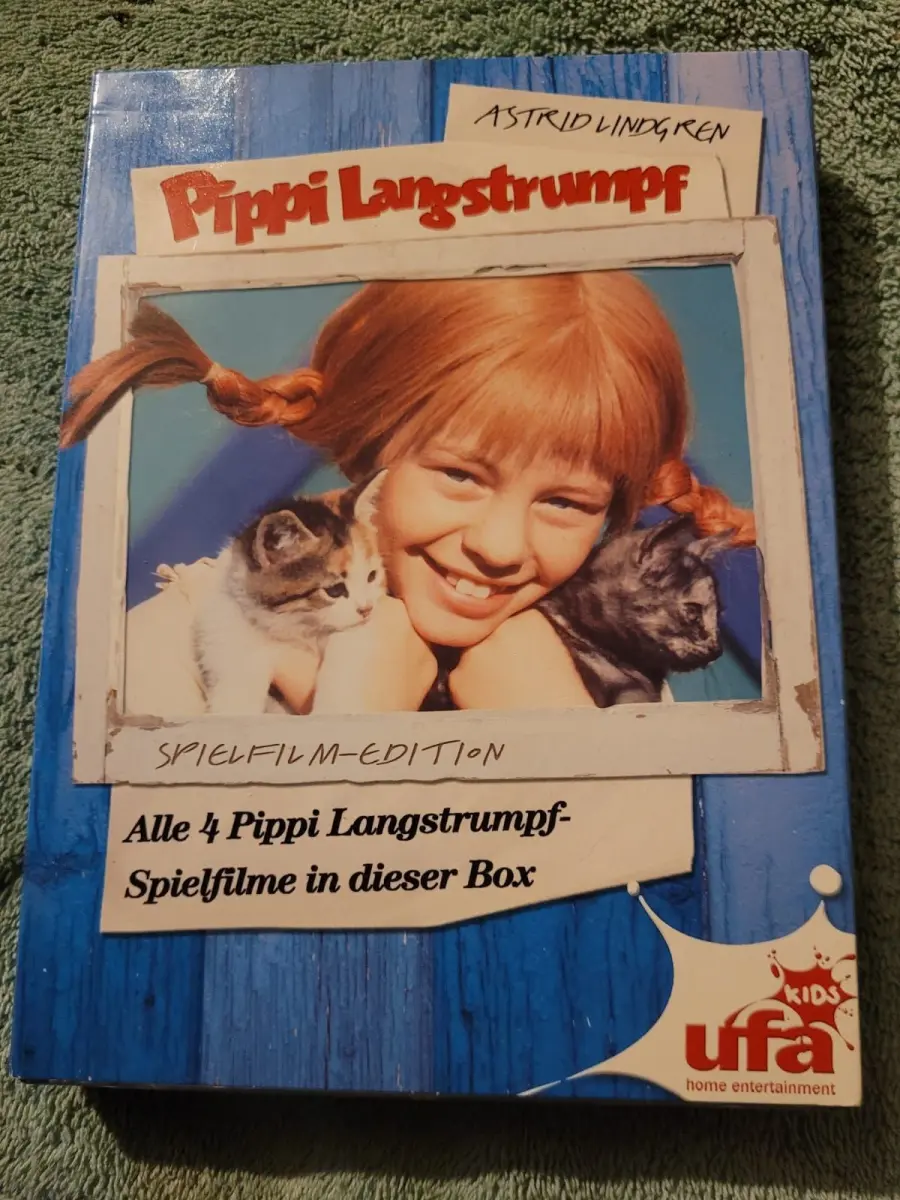 ASTRID LINDGREN
Pippi Langstrumpf
SPIELFILM-EDITION
Alle 4 Pippi Langstrumpf-
Spielfilme in dieser Box
KIDS
ufa
home entertainment